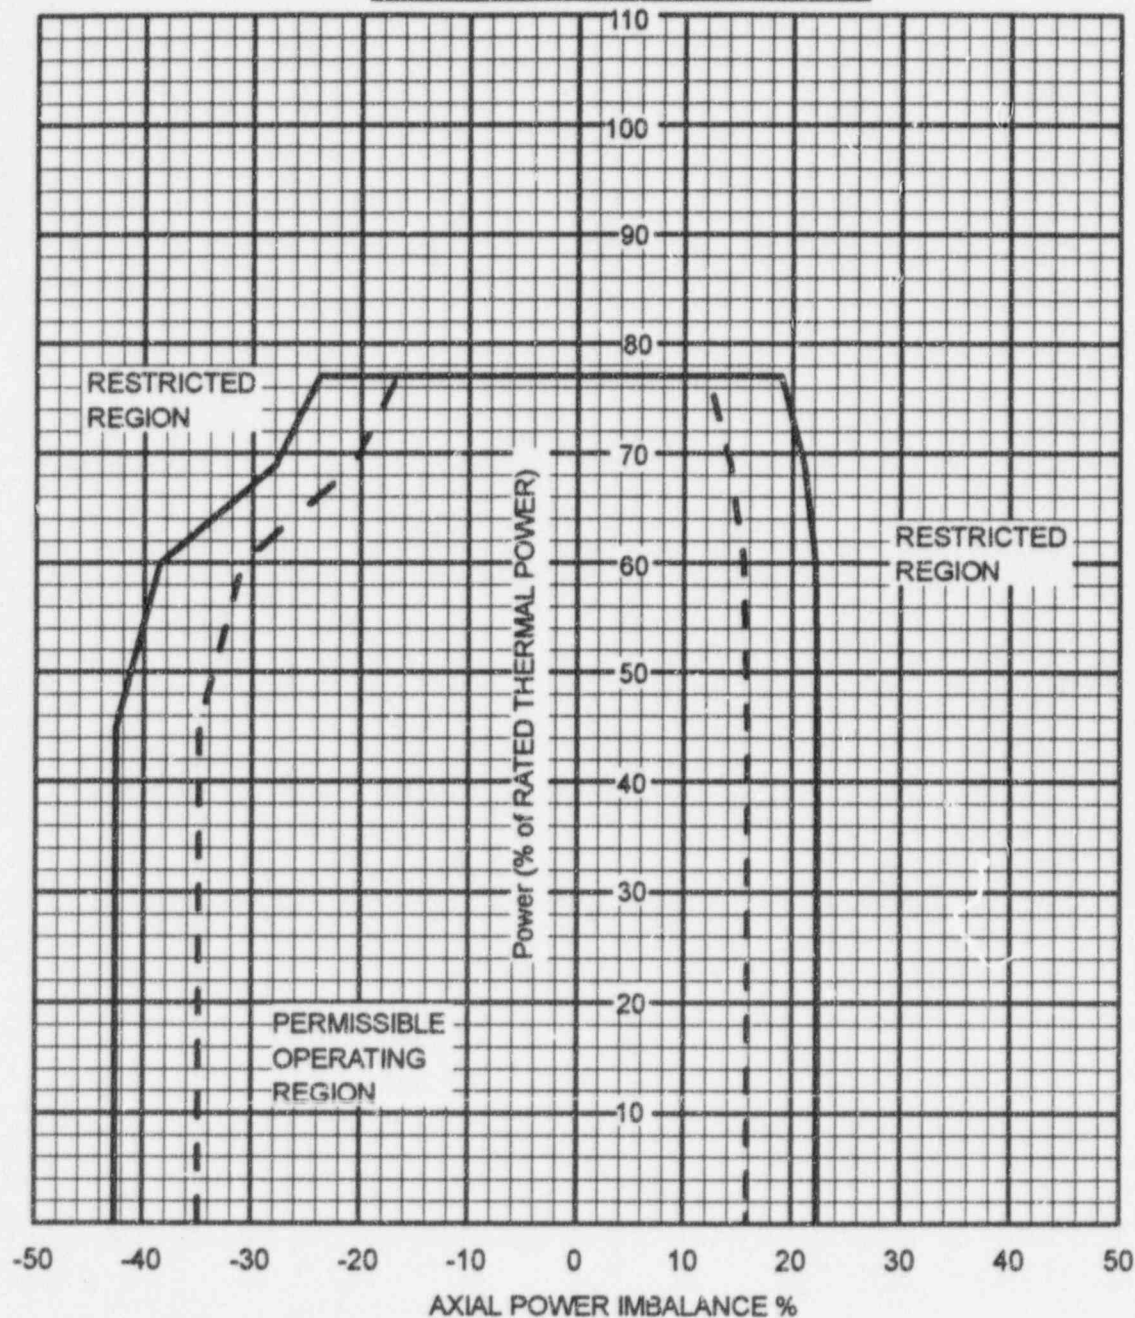 110
100
90
80
RESTRICTED
REGION
70
Power (% of RATED THERMAL POWER)
RESTRICTED
REGION
60
50
40
30
20
PERMISSIBLE
OPERATING
REGION
10
-50 -40 -30 -20 -10 0 10 20 30 40 50
AXIAL POWER IMBALANCE %